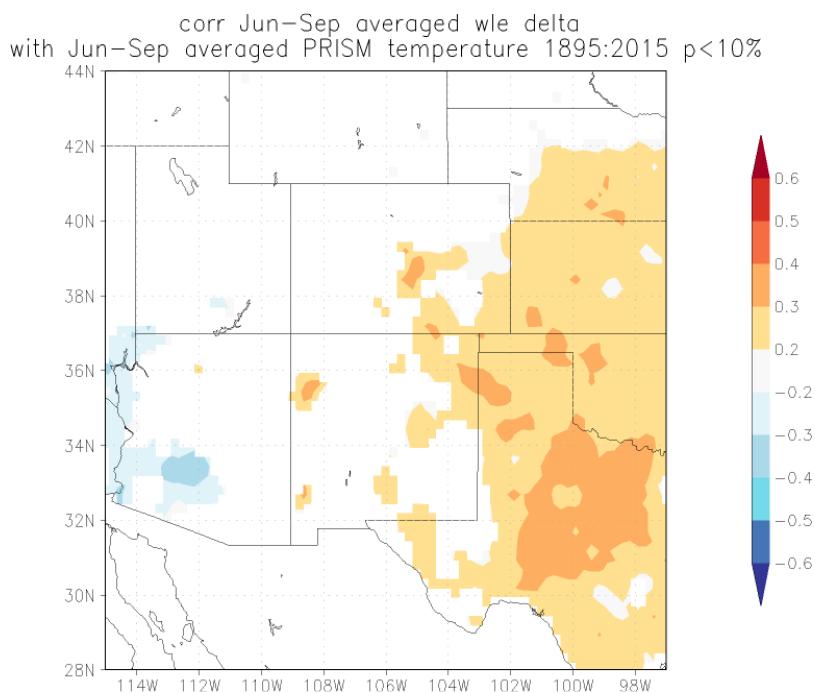 corr Jun-Sep averaged wle delta
with Jun-Sep averaged PRISM temperature 1895:2015 p<10%
44N
42N
40N
38N
36N
34N
32N
30N
28N
114W 112W 110W 108W 106W 104W 102W 100W 98W
0.6
0.5
0.4
0.3
0.2
-0.2
-0.3
-0.4
-0.5
-0.6